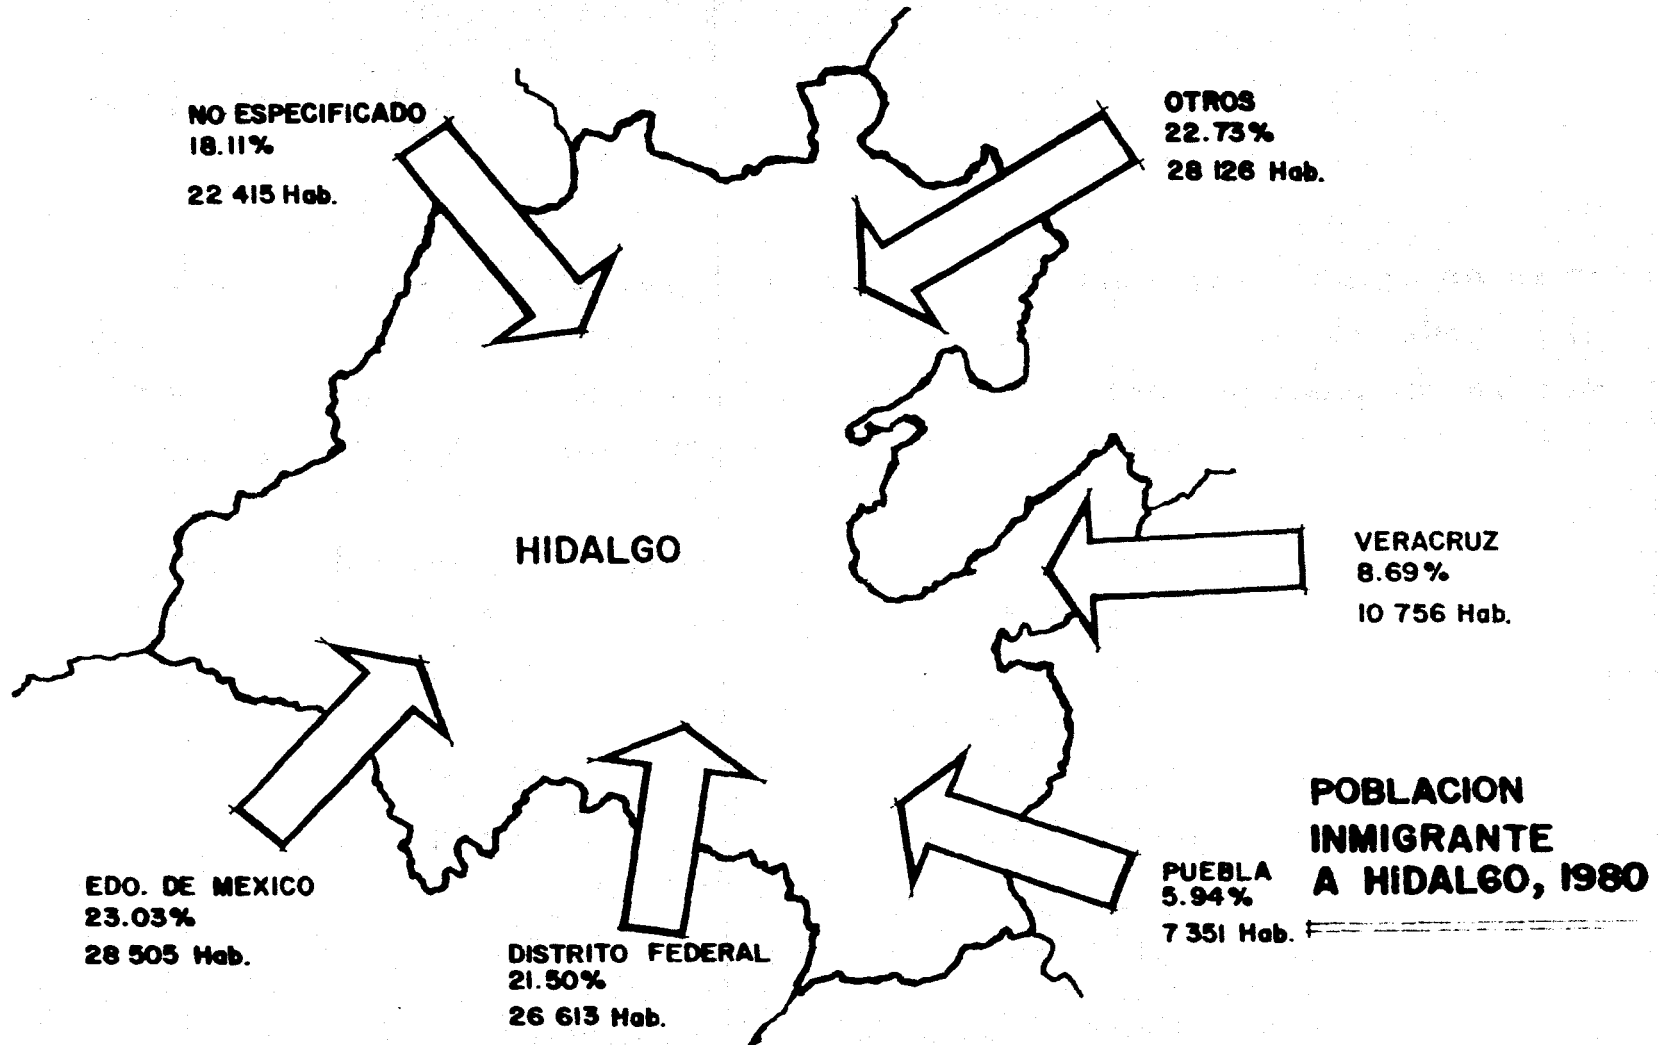 NO ESPECIFICADO
18.11%
22 415 Hab.
OTROS
22.73%
28 126 Hab.
HIDALGO
VERACRUZ
8.69%
10 756 Hab.
EDO. DE MEXICO
23.03%
28 505 Hab.
DISTRITO FEDERAL
21.50%
26 613 Hab.
PUEBLA
5.94%
7 351 Hab.
POBLACION
INMIGRANTE
A HIDALGO, 1980